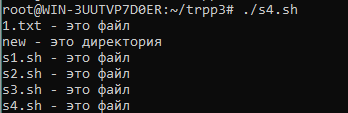 root@WIN-3UUTVP7D0ER:~/trpp3# ./s4.sh
1.txt - это файл
new - это директория
s1.sh - это файл
s2.sh - это файл
s3.sh - это файл
s4.sh - это файл